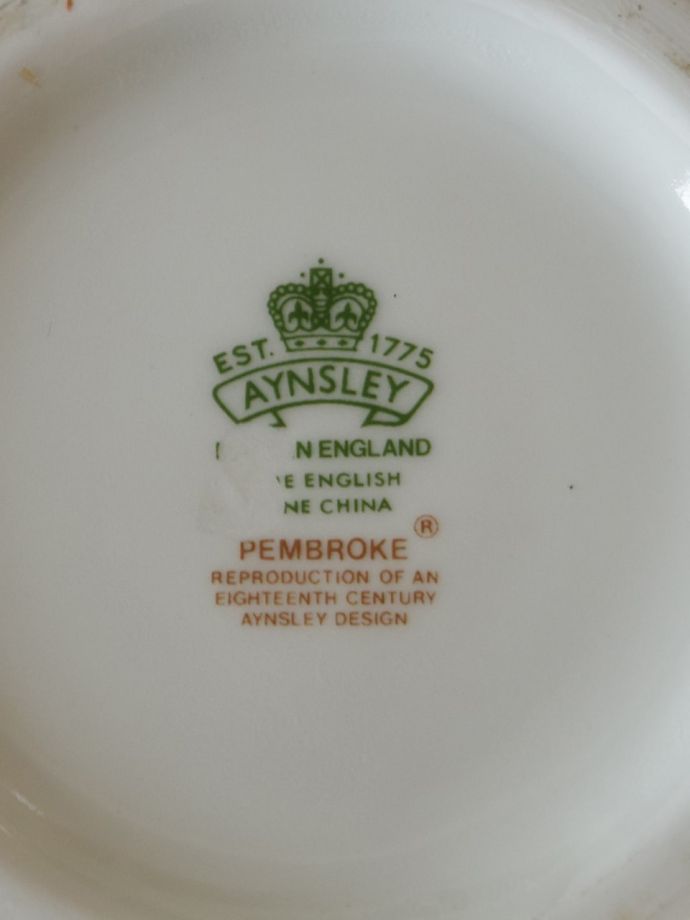 EST. 1775
AYNSLEY
N ENGLAND
E ENGLISH
NE CHINA
®
PEMBROKE
REPRODUCTION OF AN
EIGHTEENTH CENTURY
AYNSLEY DESIGN